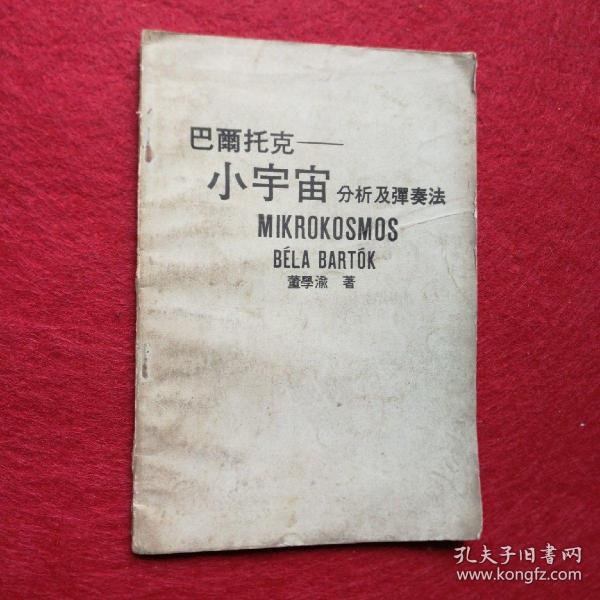 巴爾托克——
小宇宙 分析及彈奏法
MIKROKOSMOS
BÉLA BARTÓK
董學渝 著
孔夫子旧書网
www.kongfz.com